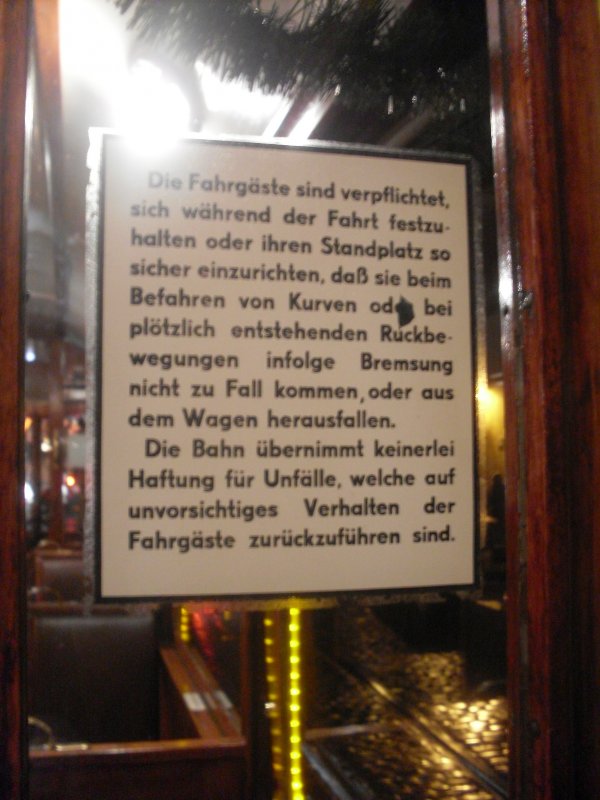 Die Fahrgäste sind verpflichtet,
sich während der Fahrt festzu-
halten oder ihren Standplatz so
sicher einzurichten, daß sie beim
Befahren von Kurven oder bei
plötzlich entstehenden Rückbe-
wegungen infolge Bremsung
nicht zu Fall kommen, oder aus
dem Wagen herausfallen.
Die Bahn übernimmt keinerlei
Haftung für Unfälle, welche auf
unvorsichtiges Verhalten der
Fahrgäste zurückzuführen sind.